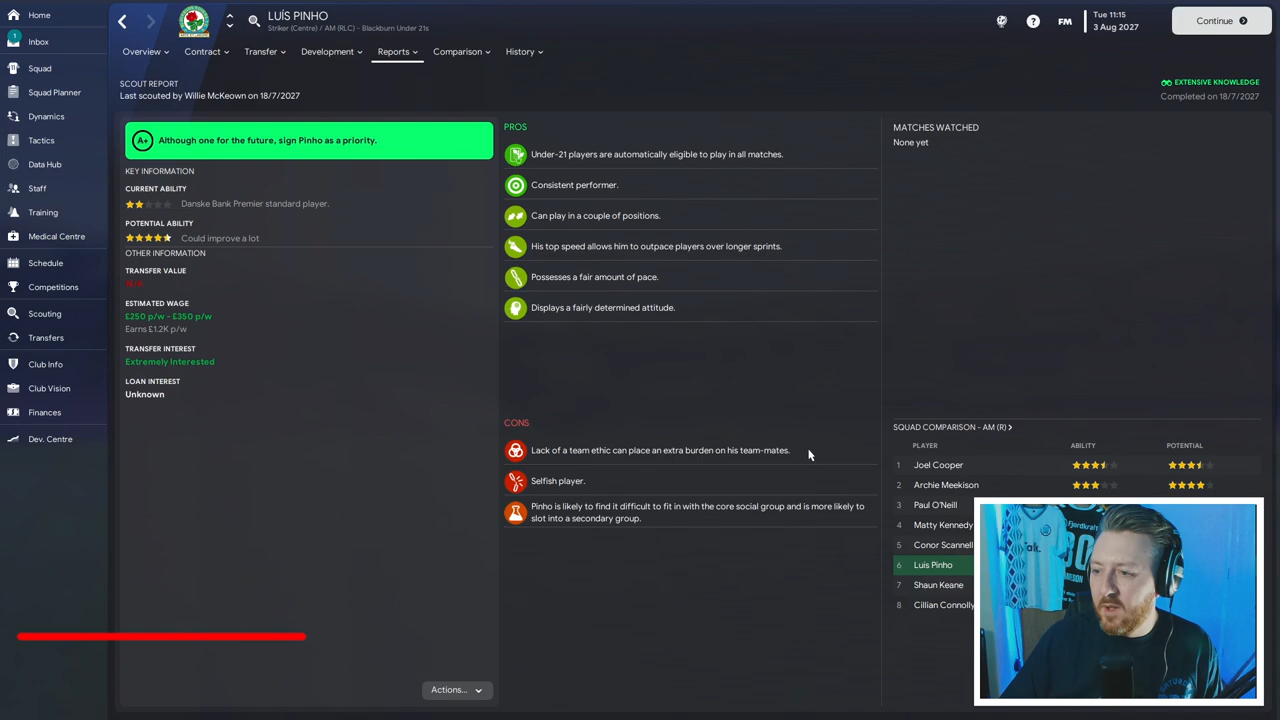 Home
1
Inbox
Squad
Squad Planner
Dynamics
Tactics
Data Hub
Staff
Training
Medical Centre
Schedule
Competitions
Scouting
Transfers
Club Info
Club Vision
Finances
Dev. Centre
LUÍS PINHO
Striker (Centre) / AM (RLC) - Blackburn Under 21s
FM
Tue 11:15
3 Aug 2027
Continue
Overview
Contract
Transfer
Development
Reports
Comparison
History
SCOUT REPORT
Last scouted by Willie McKeown on 18/7/2027
EXTENSIVE KNOWLEDGE
Completed on 18/7/2027
A+ Although one for the future, sign Pinho as a priority.
KEY INFORMATION
CURRENT ABILITY
Danske Bank Premier standard player.
POTENTIAL ABILITY
Could improve a lot
OTHER INFORMATION
TRANSFER VALUE
N/A
ESTIMATED WAGE
£250 p/w - £350 p/w
Earns £1.2K p/w
TRANSFER INTEREST
Extremely Interested
LOAN INTEREST
Unknown
Actions...
PROS
Under-21 players are automatically eligible to play in all matches.
Consistent performer.
Can play in a couple of positions.
His top speed allows him to outpace players over longer sprints.
Possesses a fair amount of pace.
Displays a fairly determined attitude.
CONS
Lack of a team ethic can place an extra burden on his team-mates.
Selfish player.
Pinho is likely to find it difficult to fit in with the core social group and is more likely to
slot into a secondary group.
MATCHES WATCHED
None yet
SQUAD COMPARISON - AM (R)
PLAYER ABILITY POTENTIAL
1 Joel Cooper
2 Archie Meekison
3 Paul O'Neill
4 Matty Kennedy
5 Conor Scannell
6 Luís Pinho
7 Shaun Keane
8 Cillian Connolly